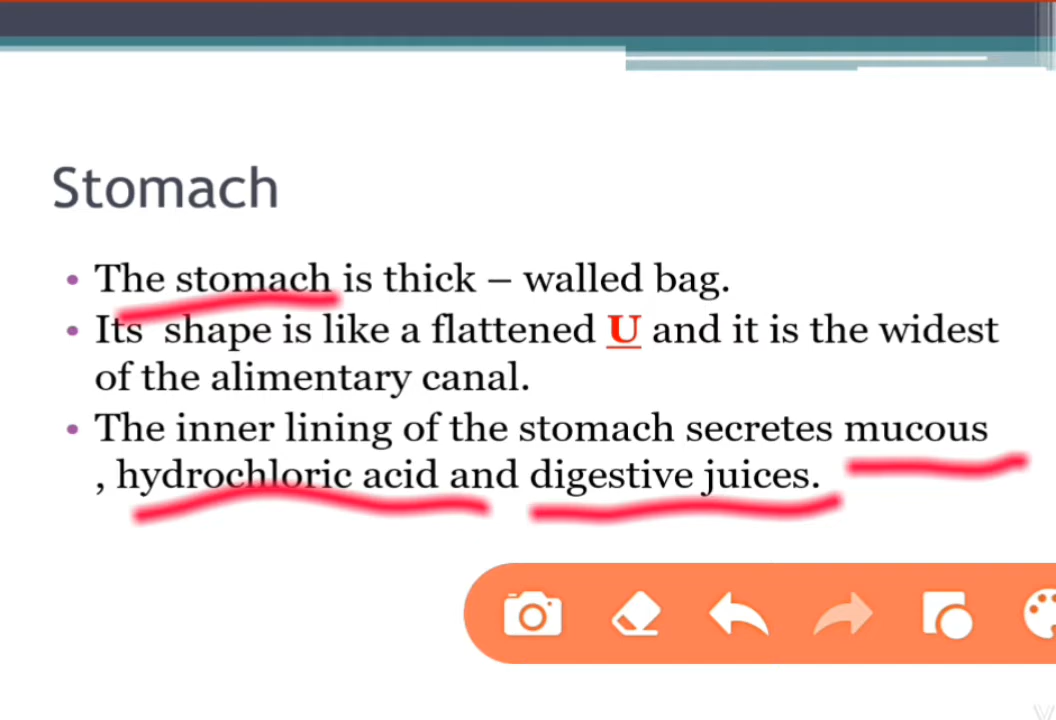 Stomach
• The stomach is thick – walled bag.
• Its shape is like a flattened U and it is the widest
of the alimentary canal.
• The inner lining of the stomach secretes mucous
, hydrochloric acid and digestive juices.